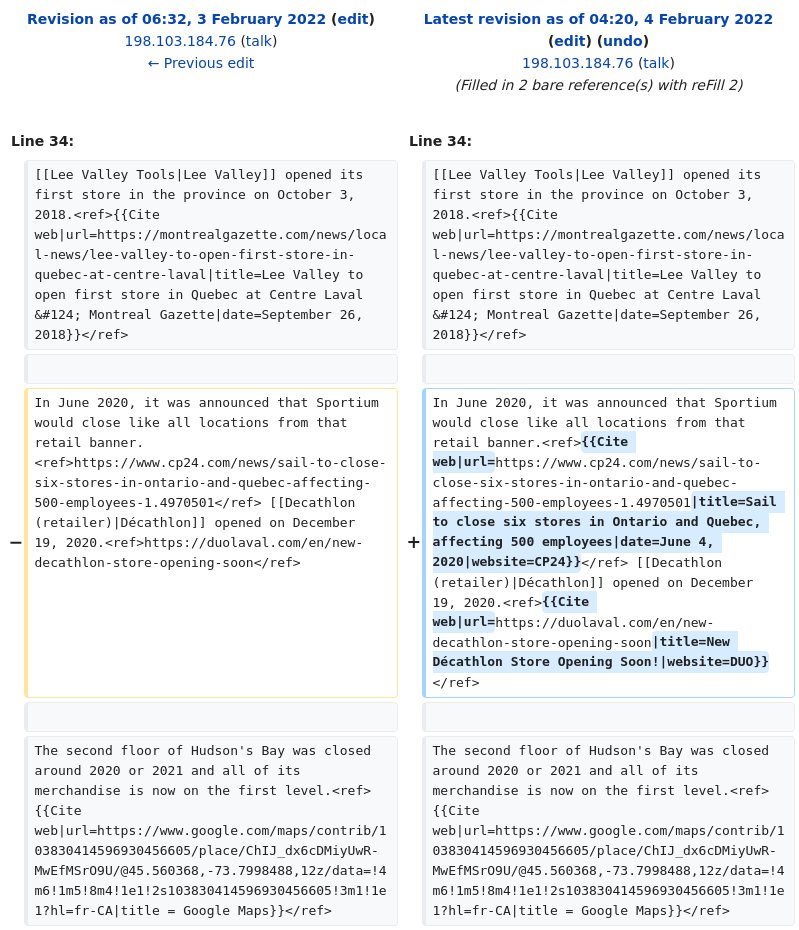 Revision as of 06:32, 3 February 2022 (edit)
198.103.184.76 (talk)
← Previous edit
Latest revision as of 04:20, 4 February 2022
(edit) (undo)
198.103.184.76 (talk)
(Filled in 2 bare reference(s) with reFill 2)
Line 34:
Line 34:
[[Lee Valley Tools|Lee Valley]] opened its
first store in the province on October 3,
2018.<ref>{{Cite
web|url=https://montrealgazette.com/news/loca
l-news/lee-valley-to-open-first-store-in-
quebec-at-centre-laval|title=Lee Valley to
open first store in Quebec at Centre Laval
&#124; Montreal Gazette|date=September 26,
2018}}</ref>
[[Lee Valley Tools|Lee Valley]] opened its
first store in the province on October 3,
2018.<ref>{{Cite
web|url=https://montrealgazette.com/news/loca
l-news/lee-valley-to-open-first-store-in-
quebec-at-centre-laval|title=Lee Valley to
open first store in Quebec at Centre Laval
&#124; Montreal Gazette|date=September 26,
2018}}</ref>
−
In June 2020, it was announced that Sportium
would close like all locations from that
retail banner.
<ref>https://www.cp24.com/news/sail-to-close-
six-stores-in-ontario-and-quebec-affecting-
500-employees-1.4970501</ref> [[Decathlon
(retailer)|Décathlon]] opened on December
19, 2020.<ref>https://duolaval.com/en/new-
decathlon-store-opening-soon</ref>
+
In June 2020, it was announced that Sportium
would close like all locations from that
retail banner.<ref>{{Cite
web|url=https://www.cp24.com/news/sail-to-
close-six-stores-in-ontario-and-quebec-
affecting-500-employees-1.4970501|title=Sail
to close six stores in Ontario and Quebec,
affecting 500 employees|date=June 4,
2020|website=CP24}}</ref> [[Decathlon
(retailer)|Décathlon]] opened on December
19, 2020.<ref>{{Cite
web|url=https://duolaval.com/en/new-
decathlon-store-opening-soon|title=New
Décathlon Store Opening Soon!|website=DUO}}
</ref>
The second floor of Hudson's Bay was closed
around 2020 or 2021 and all of its
merchandise is now on the first level.<ref>
{{Cite
web|url=https://www.google.com/maps/contrib/1
03830414596930456605/place/ChIJ_dx6cDMiyUwR-
MwEfMSrO9U/@45.560368,-73.7998488,12z/data=!4
m6!1m5!8m4!1e1!2s103830414596930456605!3m1!1e
1?hl=fr-CA|title = Google Maps}}</ref>
The second floor of Hudson's Bay was closed
around 2020 or 2021 and all of its
merchandise is now on the first level.<ref>
{{Cite
web|url=https://www.google.com/maps/contrib/1
03830414596930456605/place/ChIJ_dx6cDMiyUwR-
MwEfMSrO9U/@45.560368,-73.7998488,12z/data=!4
m6!1m5!8m4!1e1!2s103830414596930456605!3m1!1e
1?hl=fr-CA|title = Google Maps}}</ref>